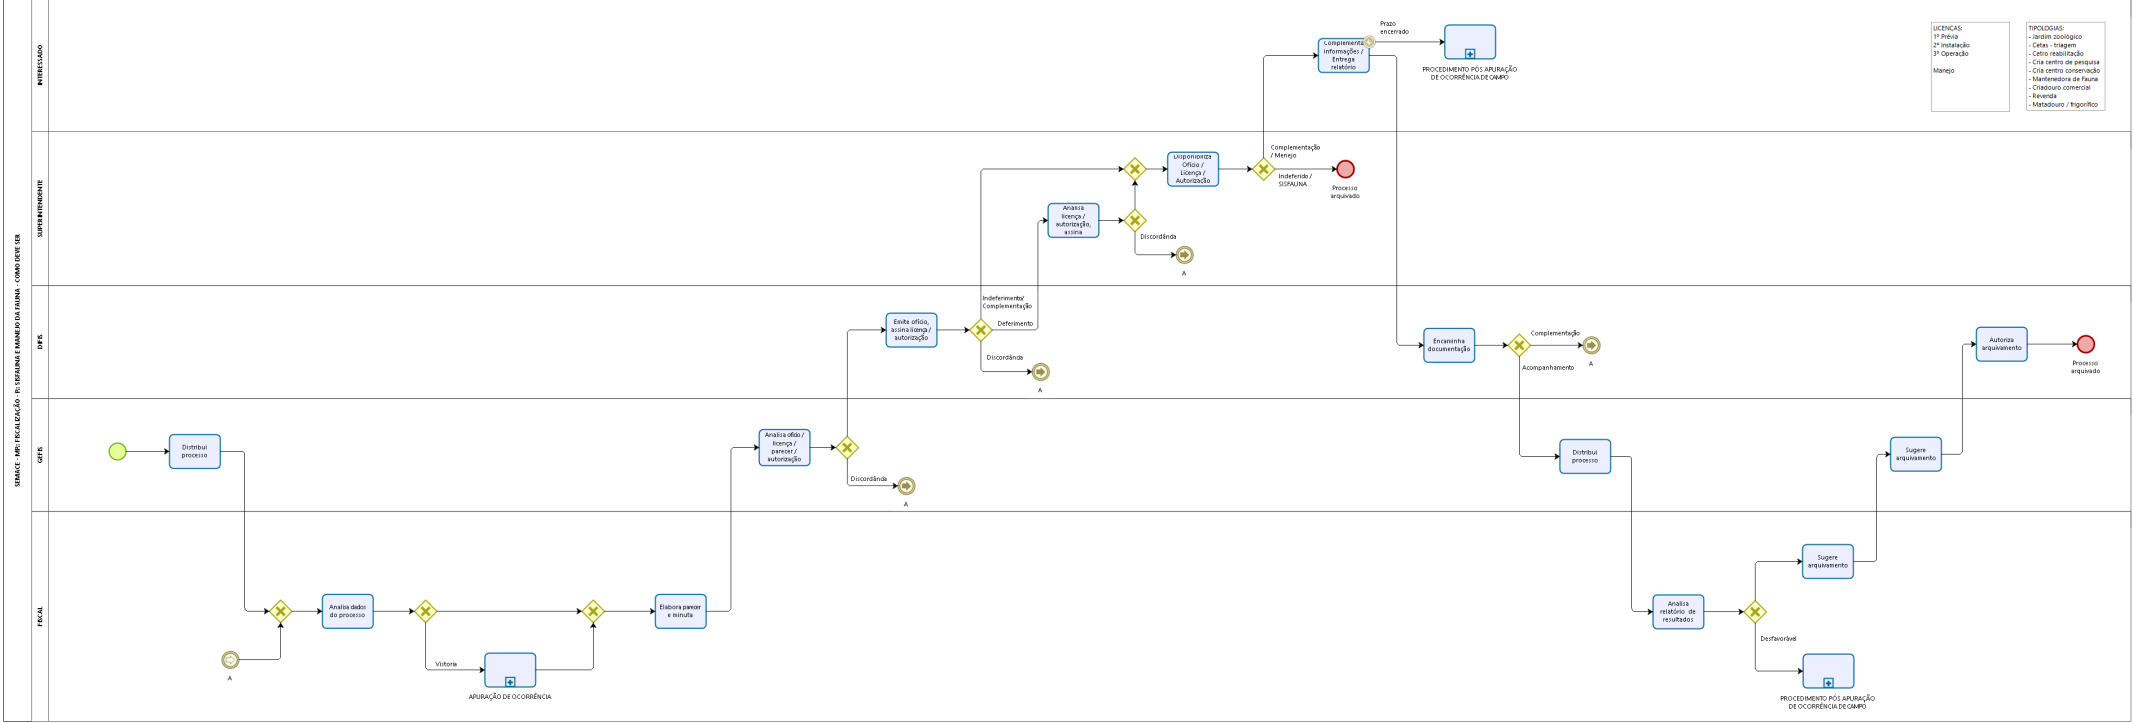 SEMACE - MP3: FISCALIZAÇÃO - P3: SISFAUNA E MANEJO DA FAUNA - COMO DEVE SER
INTERESSADO
Complementa
informações /
Entrega
relatório
Prazo
encerrado
PROCEDIMENTO PÓS APURAÇÃO
DE OCORRÊNCIA DE CAMPO
LICENÇAS:
1º Prévia
2º Instalação
3º Operação
Manejo
TIPOLOGIAS:
- Jardim zoológico
- Cetas - triagem
- Cetro reabilitação
- Cria centro de pesquisa
- Cria centro conservação
- Mantenedora de Fauna
- Criadouro comercial
- Revenda
- Matadouro / frigorífico
SUPERINTENDENTE
Analisa
licença /
autorização,
assina
Discordância
A
Disponibiliza
Ofício /
Licença /
Autorização
Complementação
/ Menejo
Indeferido /
SISFAUNA
Processo
arquivado
DIFIS
Emite ofício,
assina licença /
autorização
Indeferimento/
Complementação
Deferimento
Discordância
A
Encaminha
documentação
Complementação
A
Acompanhamento
Autoriza
arquivamento
Processo
arquivado
GEFIS
Distribui
processo
Analisa ofício /
licença /
parecer /
autorização
Discordância
A
Distribui
processo
Sugere
arquivamento
FISCAL
A
Analisa dados
do processo
Vistoria
APURAÇÃO DE OCORRÊNCIA
Elabora parecer
e minuta
Analisa
relatório de
resultados
Sugere
arquivamento
Desfavorável
PROCEDIMENTO PÓS APURAÇÃO
DE OCORRÊNCIA DE CAMPO